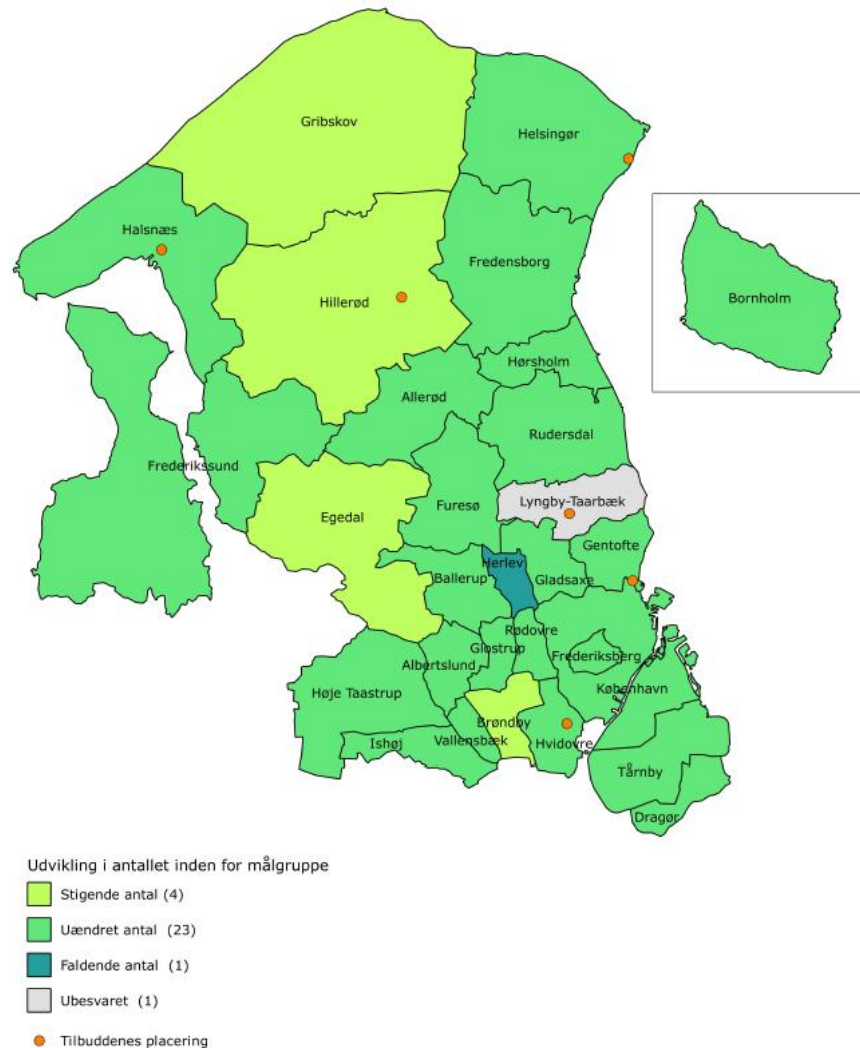 Gribskov
Helsingør
Halsnæs
Fredensborg
Hillerød
Bornholm
Hørsholm
Allerød
Rudersdal
Frederikssund
Lyngby-Taarbæk
Egedal
Furesø
Gentofte
Herlev
Ballerup
Gladsaxe
Rødovre
Glostrup
Frederiksberg
Albertslund
Høje Taastrup
København
Brøndby
Vallensbæk
Ishøj
Hvidovre
Tårnby
Dragør
Udvikling i antallet inden for målgruppe
Stigende antal (4)
Uændret antal (23)
Faldende antal (1)
Ubesvaret (1)
Tilbuddenes placering